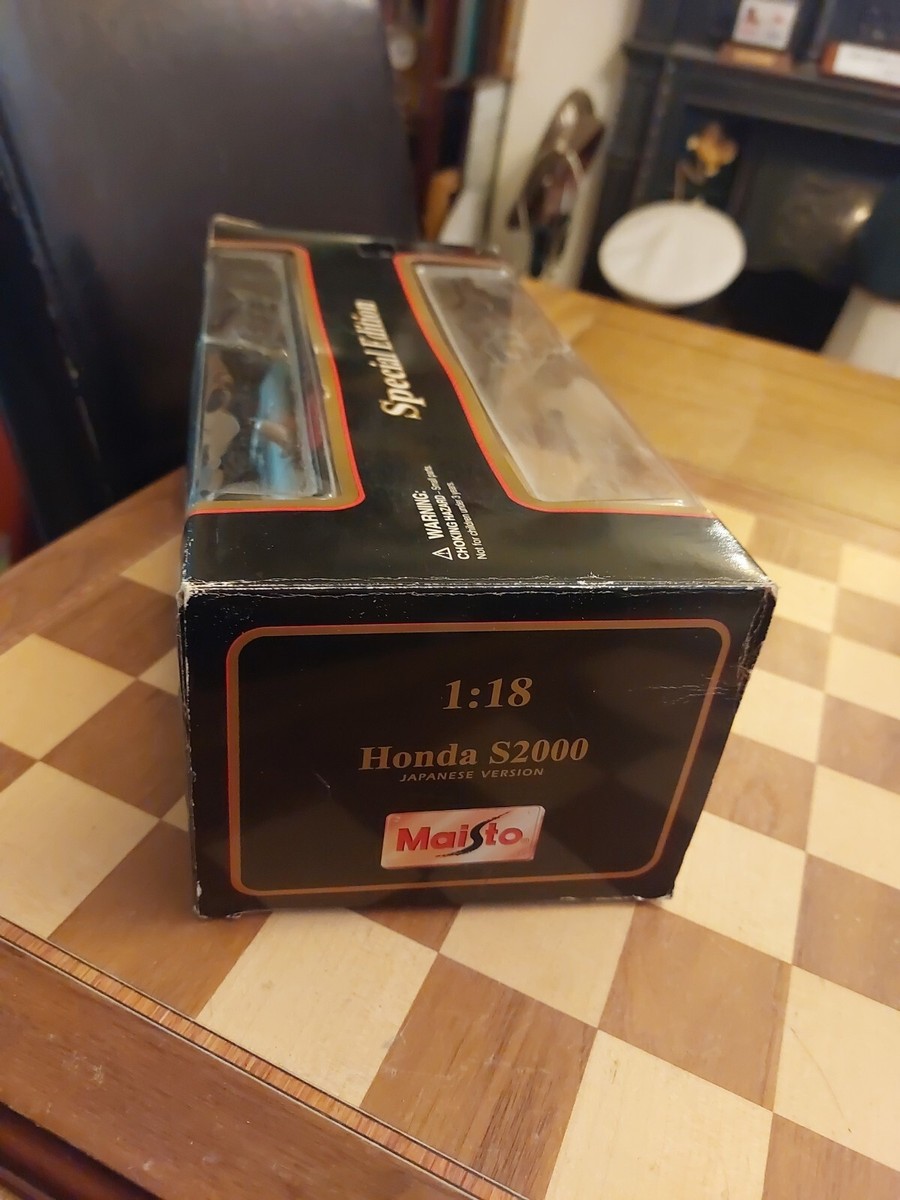 Special Edition
⚠ WARNING:
CHOKING HAZARD - Small parts.
Not for children under 3 years.
1:18
Honda S2000
JAPANESE VERSION
Maisto